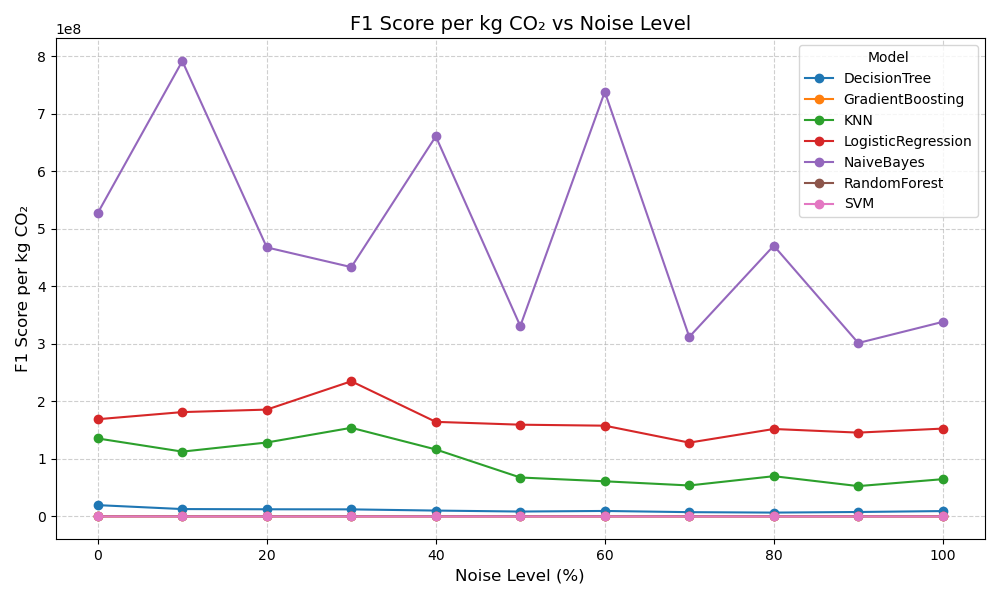 F1 Score per kg CO₂ vs Noise Level
1e8
8
7
6
5
4
3
2
1
0
F1 Score per kg CO₂
0
20
40
60
80
100
Noise Level (%)
Model
DecisionTree
GradientBoosting
KNN
LogisticRegression
NaiveBayes
RandomForest
SVM